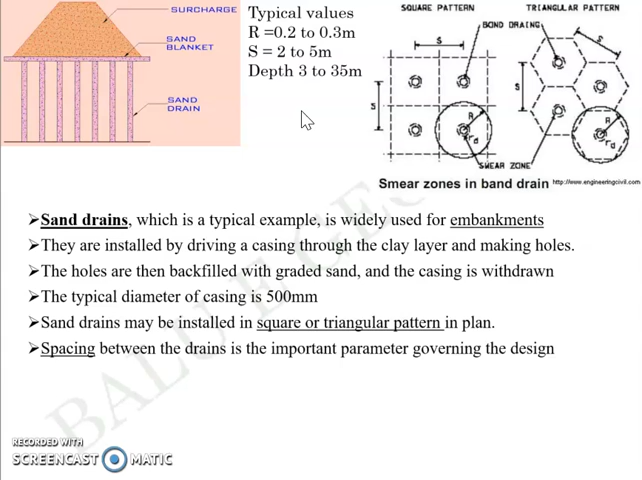 SURCHARGE
SAND
BLANKET
SAND
DRAIN
Typical values
R =0.2 to 0.3m
S = 2 to 5m
Depth 3 to 35m
SQUARE PATTERN
TRIANGULAR PATTERN
BOND DRAING
S
S
S
S
R
rd
R
rd
SMEAR ZONE
Smear zones in band drain http://www.engineeringcivil.com/
➢Sand drains, which is a typical example, is widely used for embankments
➢They are installed by driving a casing through the clay layer and making holes.
➢The holes are then backfilled with graded sand, and the casing is withdrawn
➢The typical diameter of casing is 500mm
➢Sand drains may be installed in square or triangular pattern in plan.
➢Spacing between the drains is the important parameter governing the design
BALU E GEO
RECORDED WITH
SCREENCAST MATIC